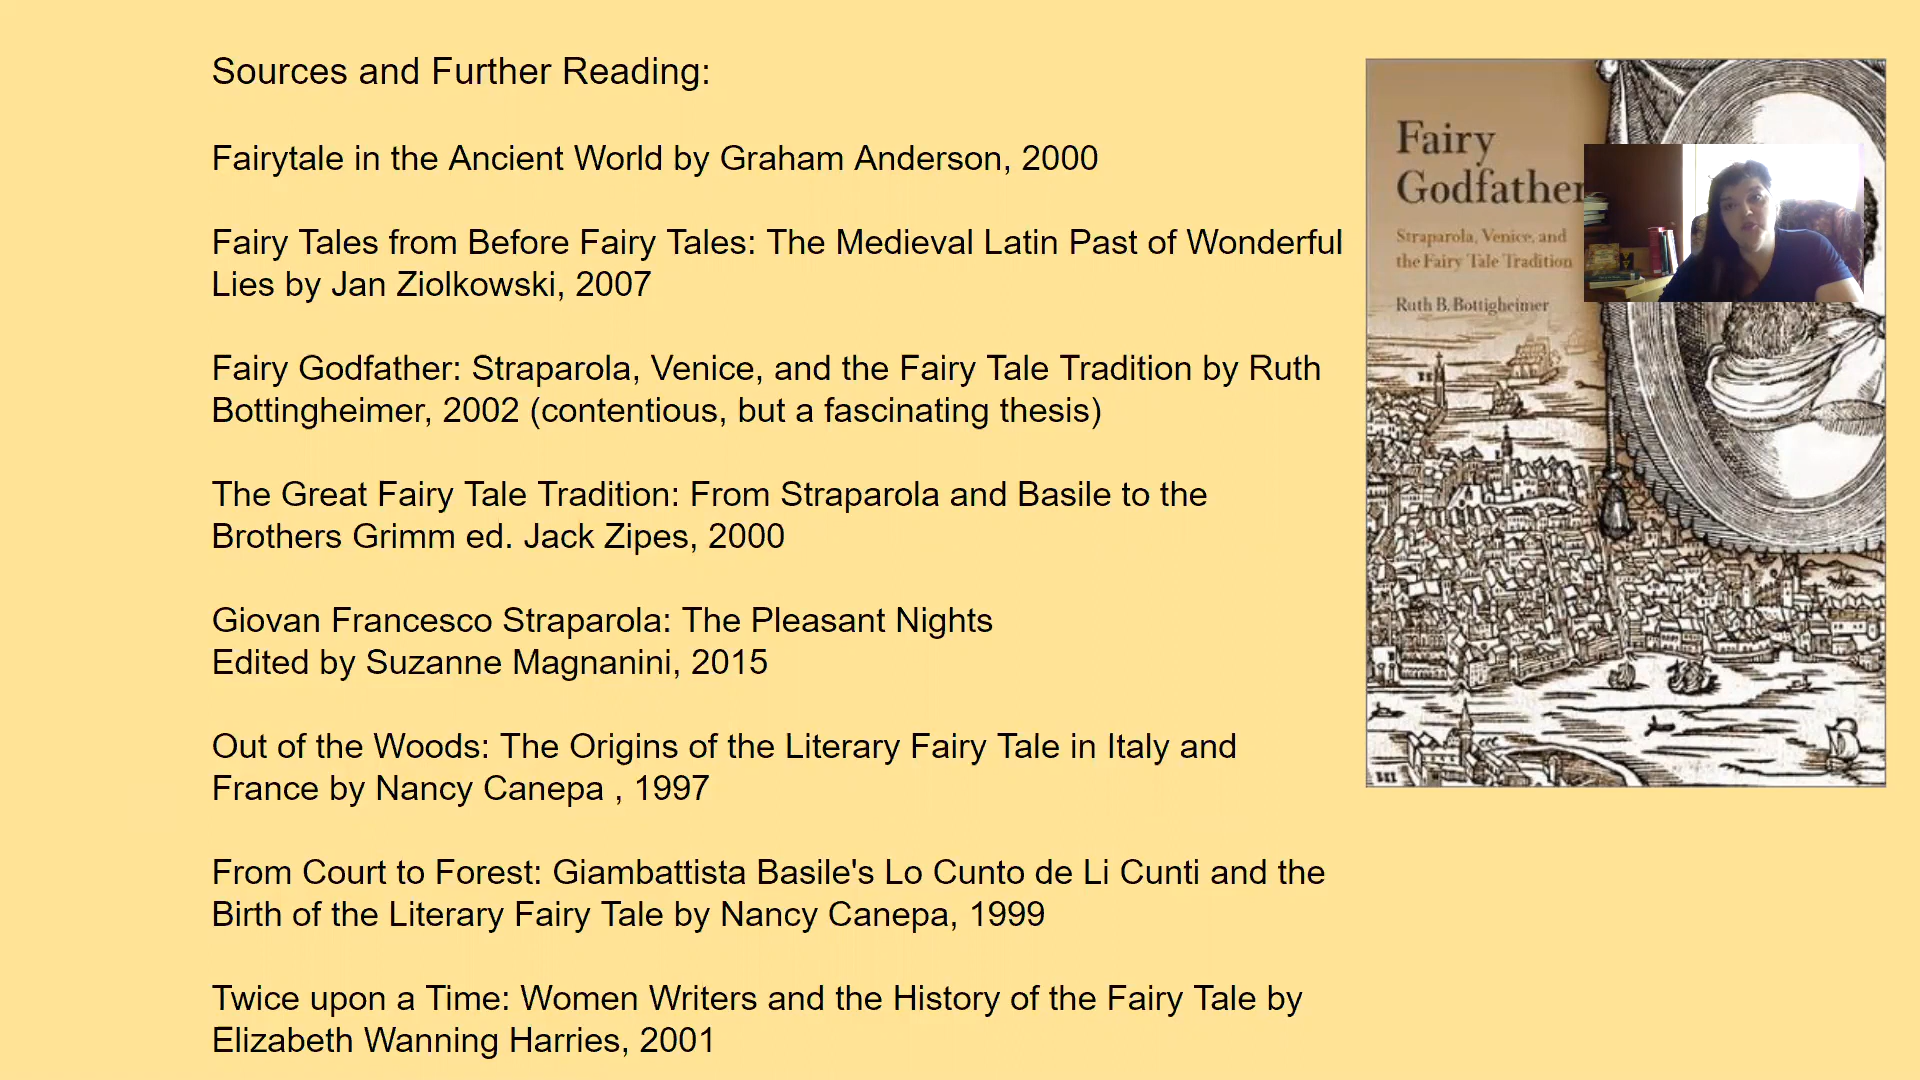 Sources and Further Reading:
Fairytale in the Ancient World by Graham Anderson, 2000
Fairy Tales from Before Fairy Tales: The Medieval Latin Past of Wonderful
Lies by Jan Ziolkowski, 2007
Fairy Godfather: Straparola, Venice, and the Fairy Tale Tradition by Ruth
Bottingheimer, 2002 (contentious, but a fascinating thesis)
The Great Fairy Tale Tradition: From Straparola and Basile to the
Brothers Grimm ed. Jack Zipes, 2000
Giovan Francesco Straparola: The Pleasant Nights
Edited by Suzanne Magnanini, 2015
Out of the Woods: The Origins of the Literary Fairy Tale in Italy and
France by Nancy Canepa , 1997
From Court to Forest: Giambattista Basile's Lo Cunto de Li Cunti and the
Birth of the Literary Fairy Tale by Nancy Canepa, 1999
Twice upon a Time: Women Writers and the History of the Fairy Tale by
Elizabeth Wanning Harries, 2001
Fairy
Godfather
Straparola, Venice, and
the Fairy Tale Tradition
Ruth B. Bottigheimer